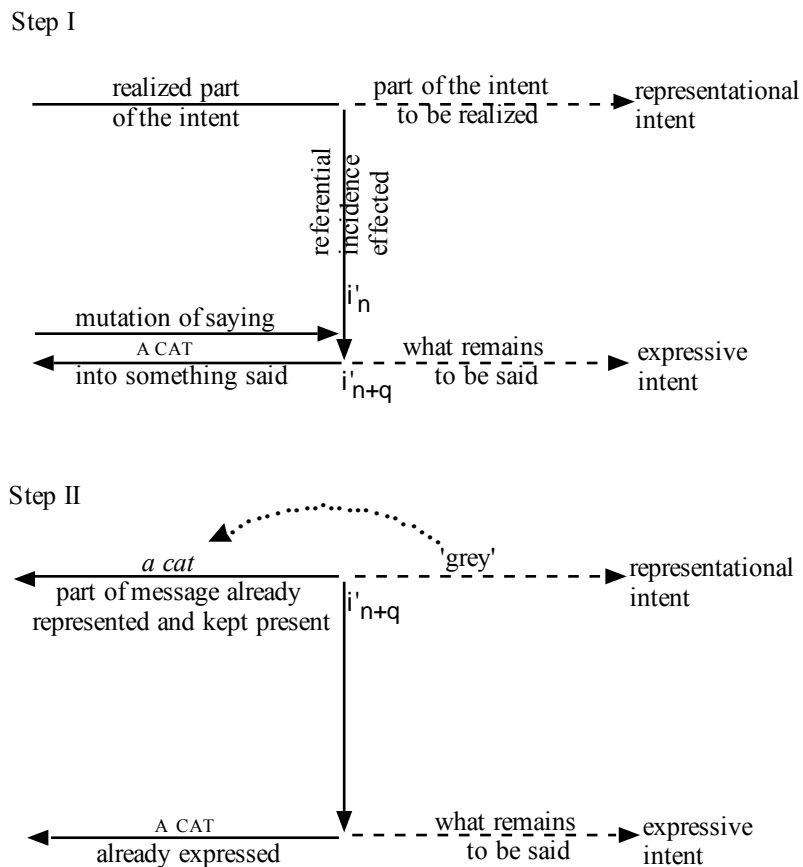 Step I
realized part
of the intent
part of the intent
to be realized
representational
intent
referential
incidence
effected
i'n
mutation of saying
A CAT
into something said
i'n+q
what remains
to be said
expressive
intent
Step II
a cat
'grey'
part of message already
represented and kept present
i'n+q
representational
intent
A CAT
already expressed
what remains
to be said
expressive
intent